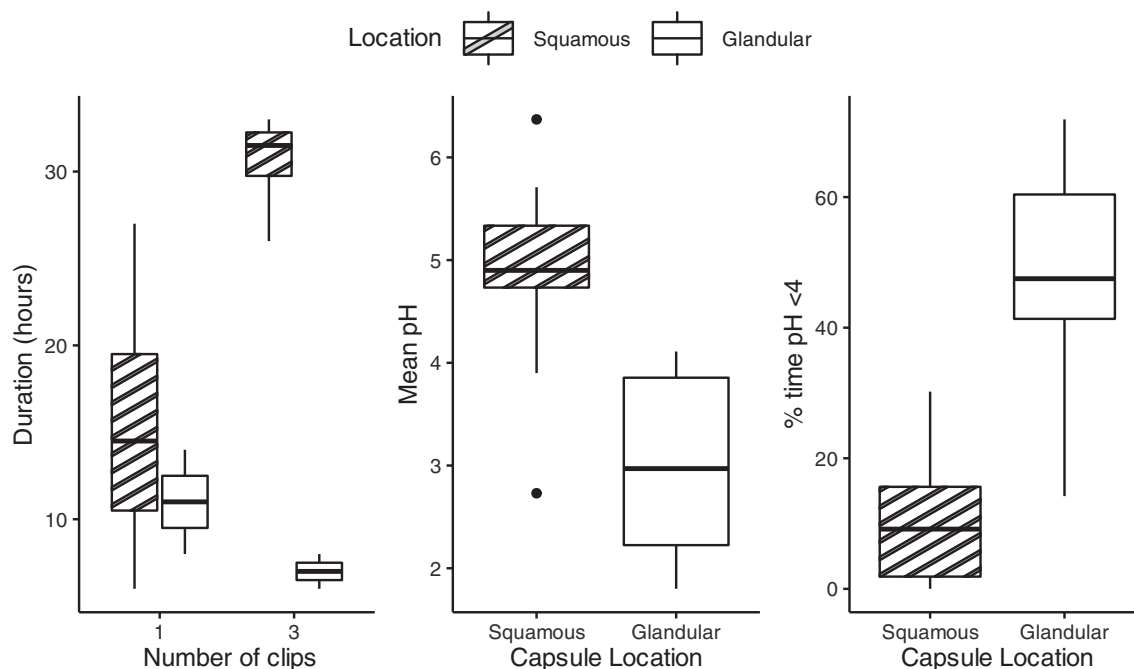 Location Squamous Glandular
Duration (hours)
30
20
10
1 3
Number of clips
Mean pH
6
5
4
3
2
Squamous Glandular
Capsule Location
% time pH <4
60
40
20
0
Squamous Glandular
Capsule Location